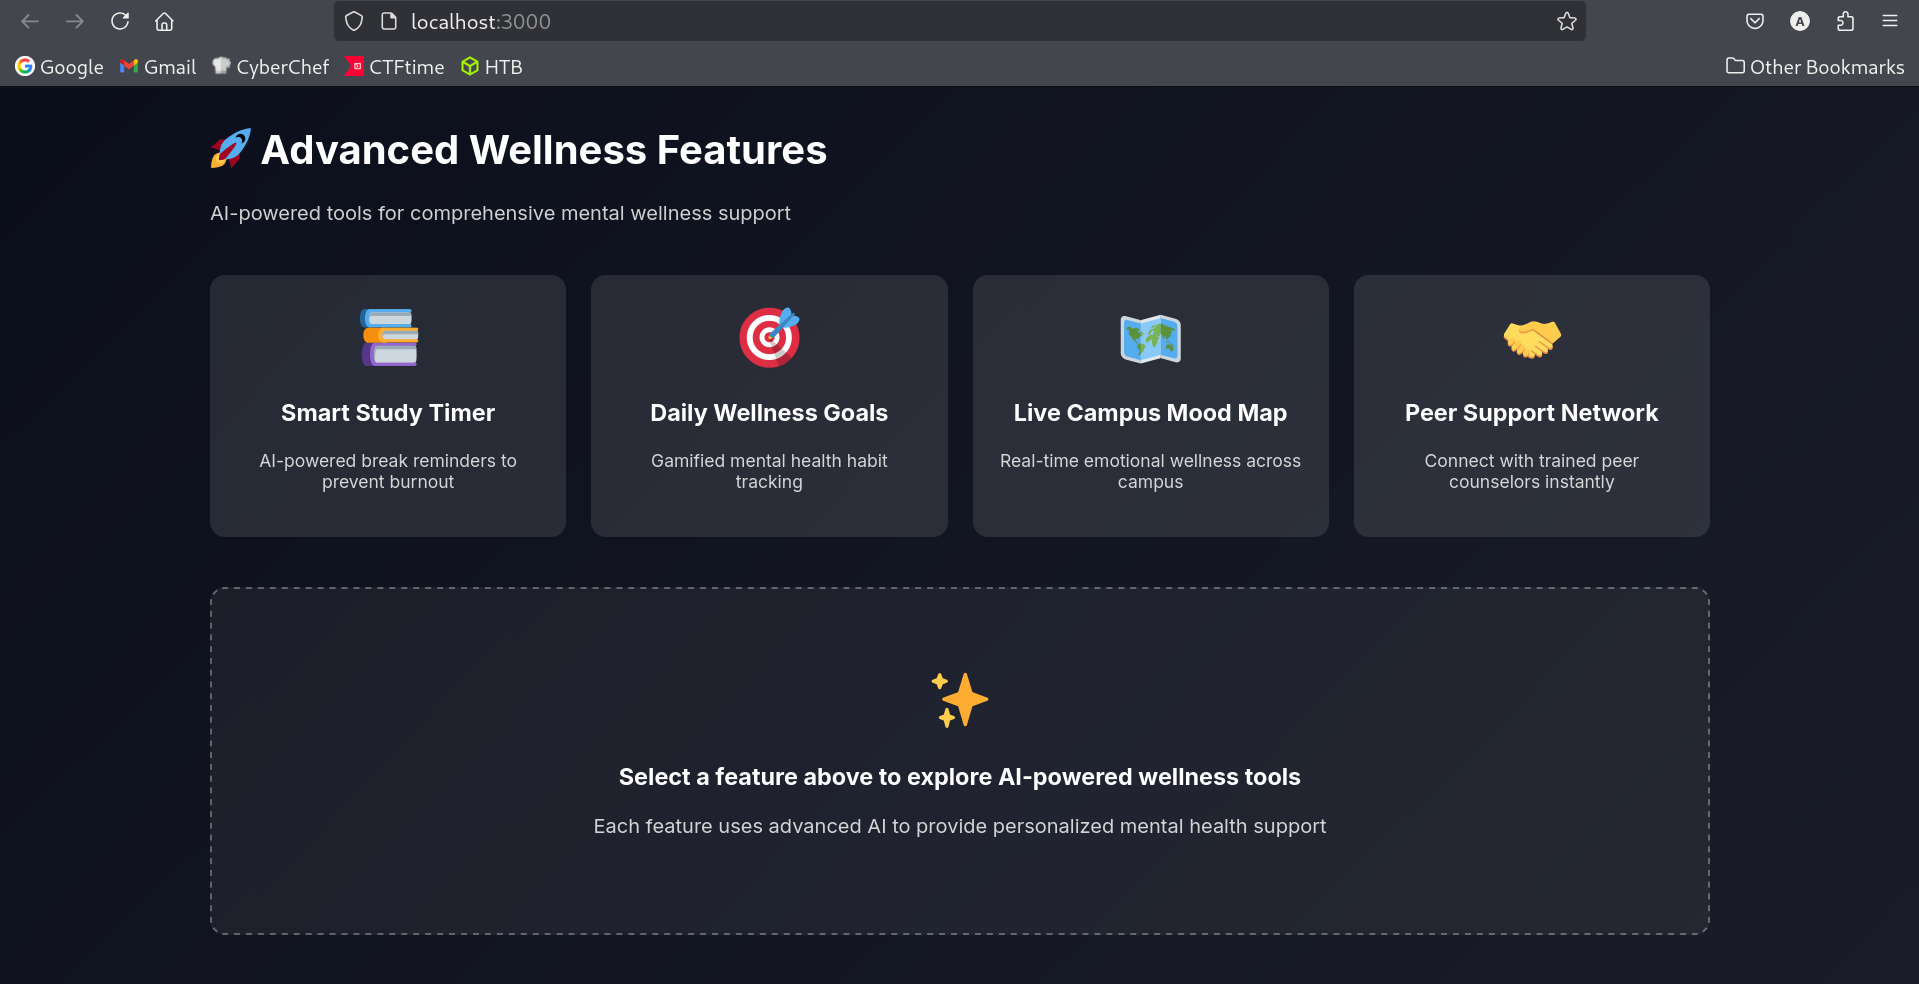 localhost:3000
A
Google
Gmail
CyberChef
CTFtime
HTB
Other Bookmarks
🚀 Advanced Wellness Features
AI-powered tools for comprehensive mental wellness support
Smart Study Timer
AI-powered break reminders to
prevent burnout
Daily Wellness Goals
Gamified mental health habit
tracking
Live Campus Mood Map
Real-time emotional wellness across
campus
Peer Support Network
Connect with trained peer
counselors instantly
Select a feature above to explore AI-powered wellness tools
Each feature uses advanced AI to provide personalized mental health support